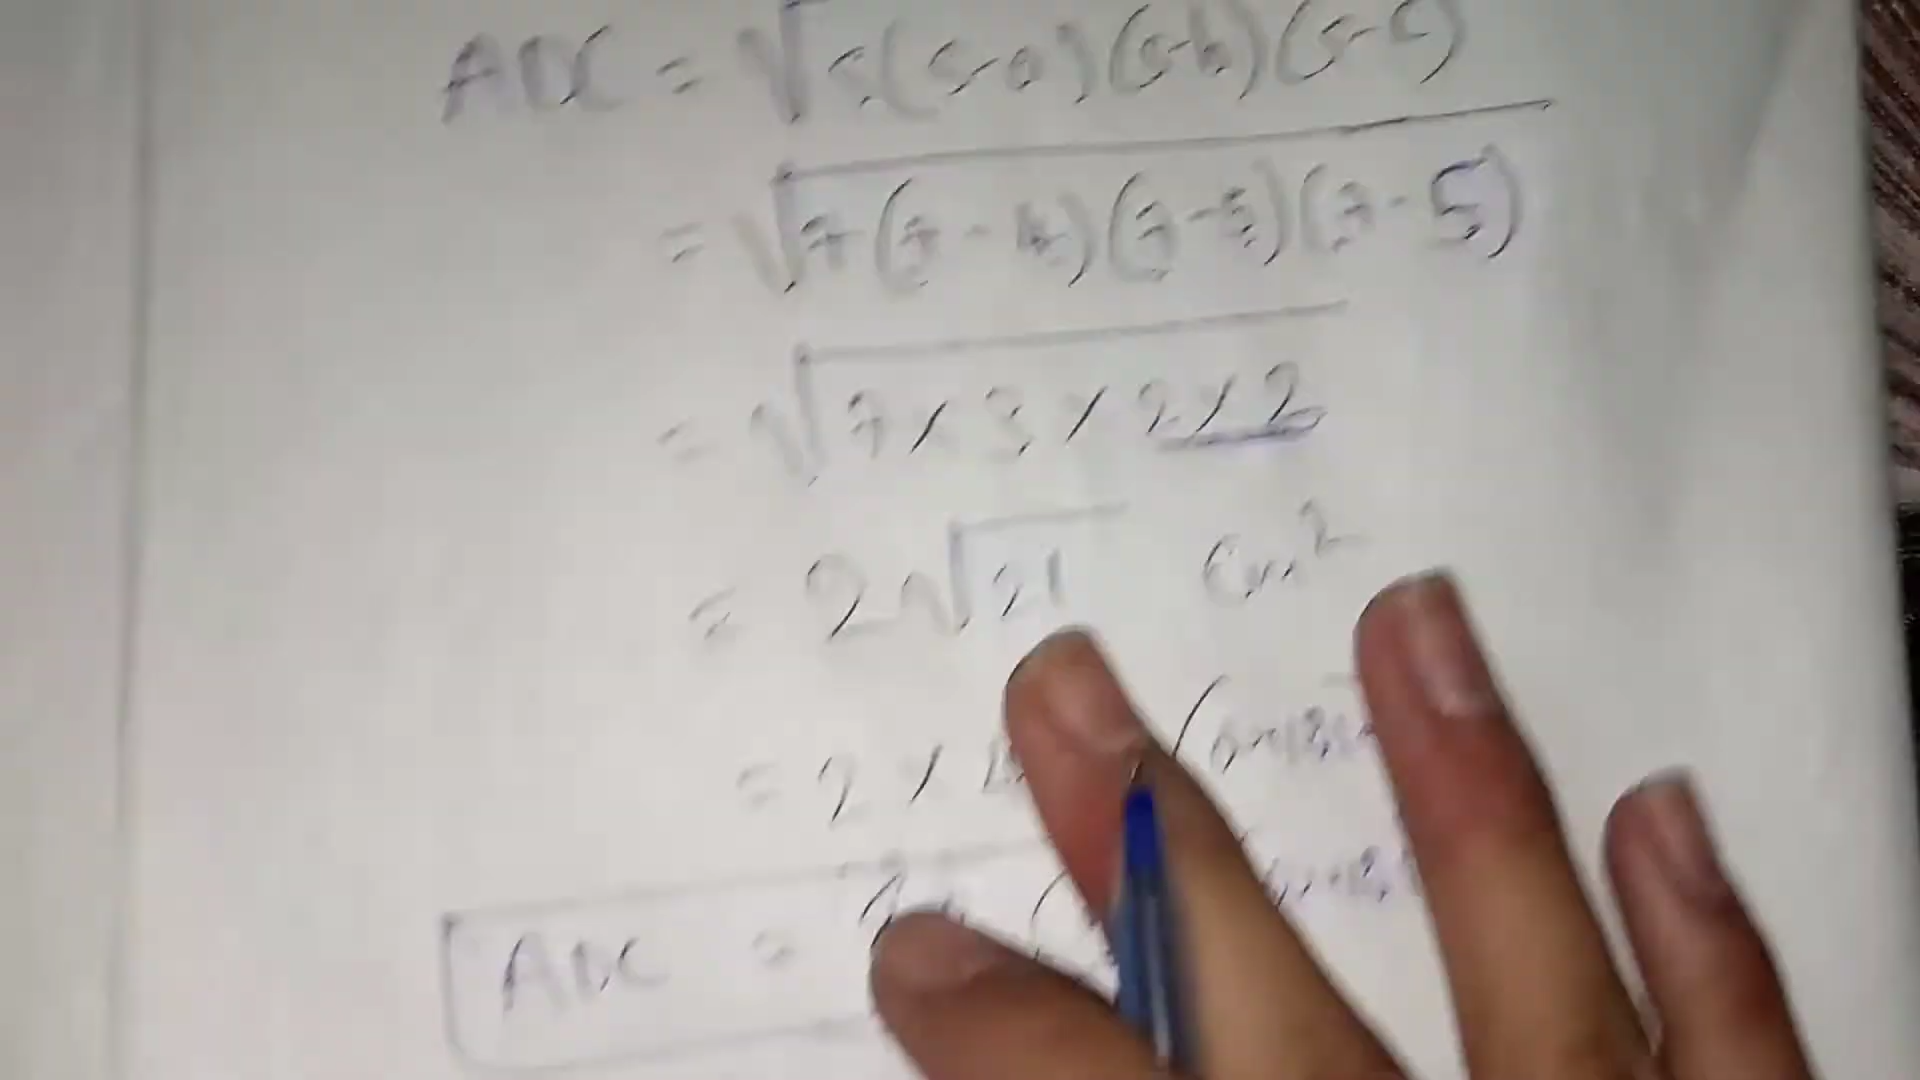 ADC = √s(s-a)(s-b)(s-c)
= √7(7-4)(7-5)(7-5)
= √7×3×2×2
= 2√21 cm²
= 2×
ADC =